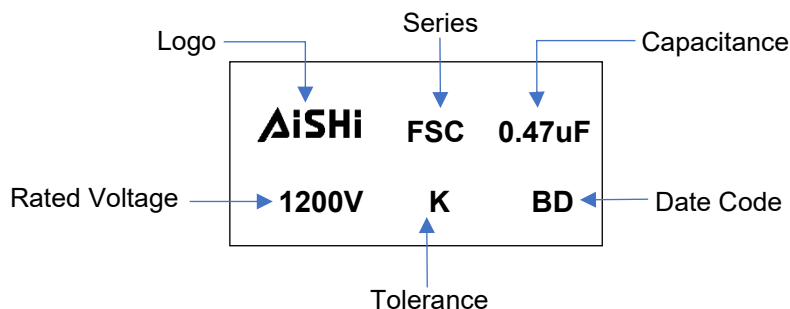 Series
Logo
Capacitance
AiSHi FSC 0.47uF
Rated Voltage
1200V K BD
Date Code
Tolerance